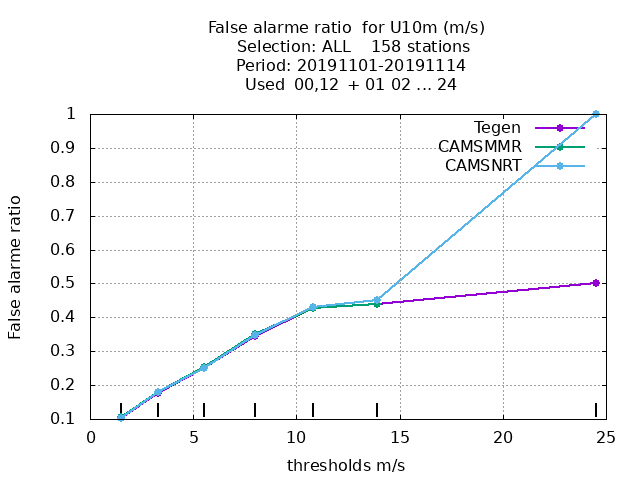 False alarme ratio  for U10m (m/s)
Selection: ALL    158 stations
Period: 20191101-20191114
Used  00,12  + 01 02 ... 24
1
0.9
0.8
0.7
0.6
0.5
0.4
0.3
0.2
0.1
False alarme ratio
Tegen
CAMSMMR
CAMSNRT
0 5 10 15 20 25
thresholds m/s